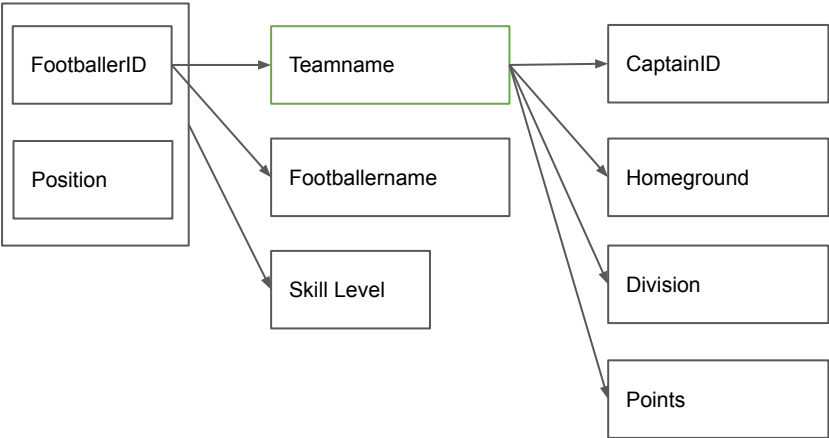 FootballerID
Teamname
CaptainID
Position
Footballername
Homeground
Skill Level
Division
Points